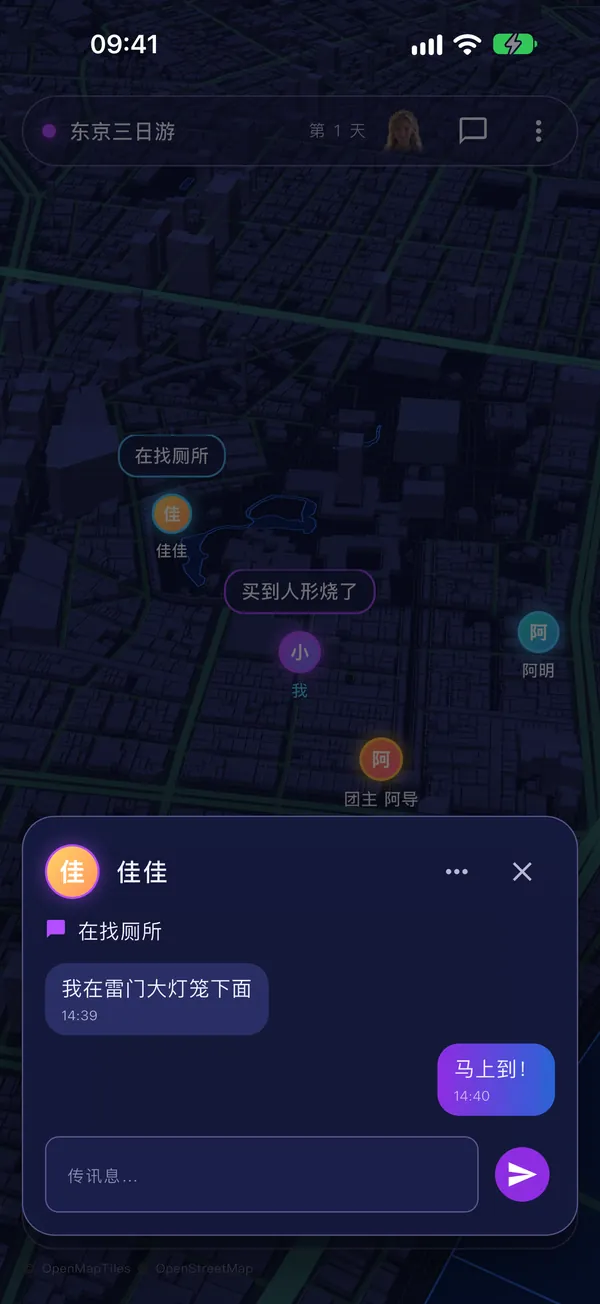 09:41
东京三日游
第 1 天
在找厕所
佳
佳佳
买到人形烧了
小
我
阿
阿明
阿
团主 阿导
佳 佳佳
在找厕所
我在雷门大灯笼下面
14:39
马上到！
14:40
传讯息...
© OpenMapTiles © OpenStreetMap